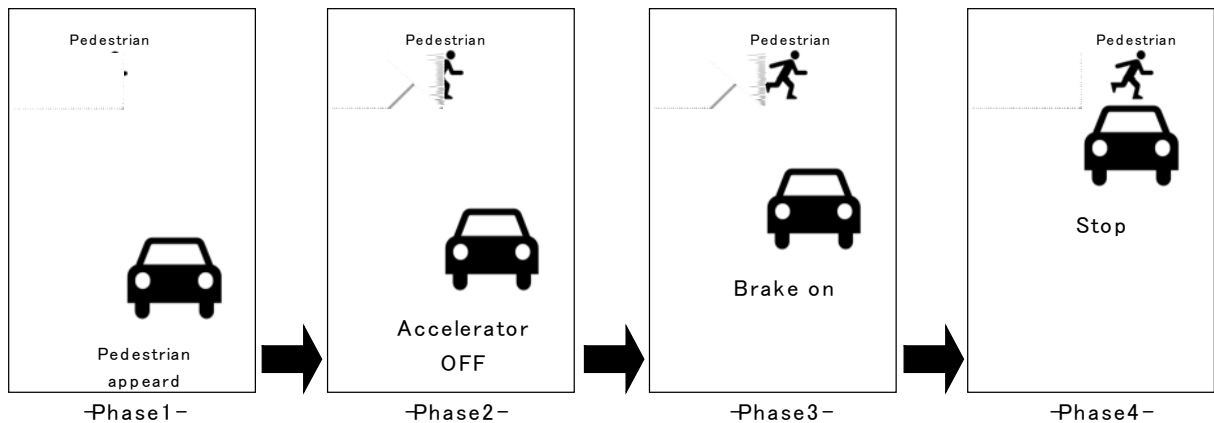 Pedestrian
Pedestrian
appeard
-Phase1-
Pedestrian
Accelerator
OFF
-Phase2-
Pedestrian
Brake on
-Phase3-
Pedestrian
Stop
-Phase4-